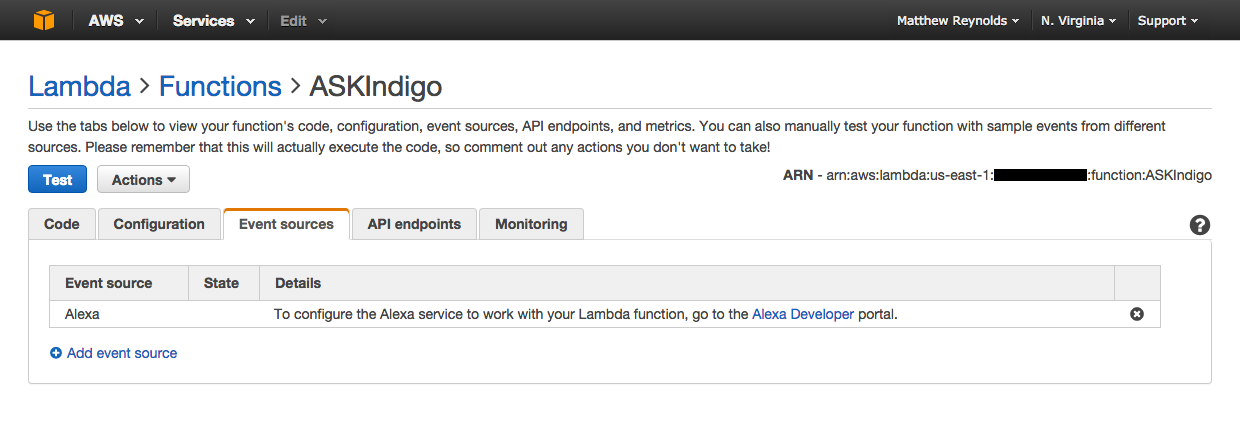 AWS Services Edit Matthew Reynolds N. Virginia Support
Lambda > Functions > ASKIndigo
Use the tabs below to view your function's code, configuration, event sources, API endpoints, and metrics. You can also manually test your function with sample events from different
sources. Please remember that this will actually execute the code, so comment out any actions you don't want to take!
Test Actions ARN - arn:aws:lambda:us-east-1: :function:ASKIndigo
Code Configuration Event sources API endpoints Monitoring ?
Event source State Details
Alexa To configure the Alexa service to work with your Lambda function, go to the Alexa Developer portal.
Add event source